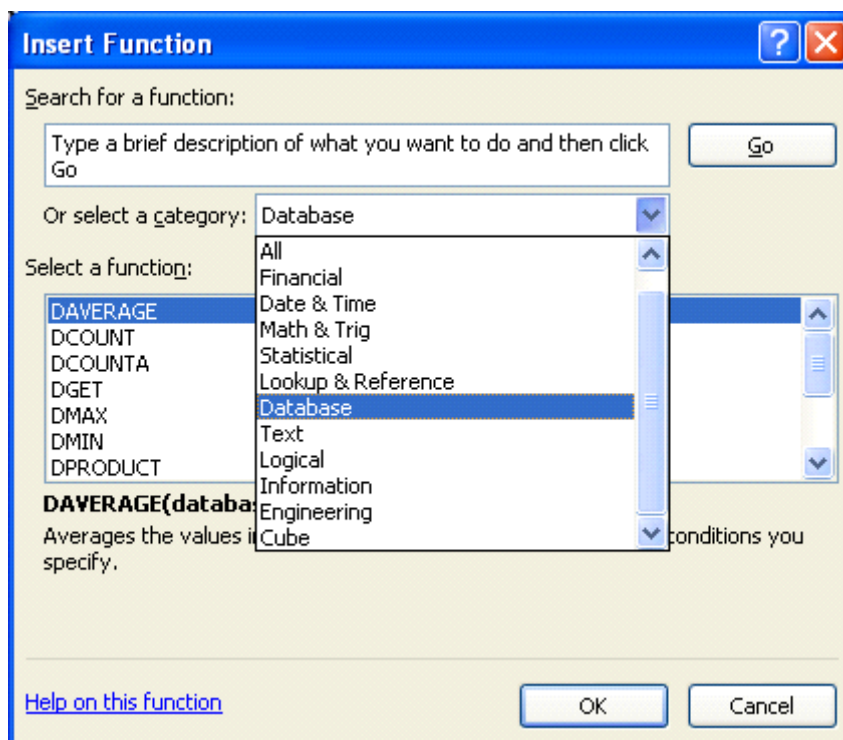 Insert Function
Search for a function:
Type a brief description of what you want to do and then click
Go
Go
Or select a category: Database
All
Financial
Date & Time
Math & Trig
Statistical
Lookup & Reference
Database
Text
Logical
Information
Engineering
Cube
Select a function:
DAVERAGE
DCOUNT
DCOUNTA
DGET
DMAX
DMIN
DPRODUCT
DAVERAGE(databa
Averages the values i conditions you
specify.
Help on this function
OK
Cancel